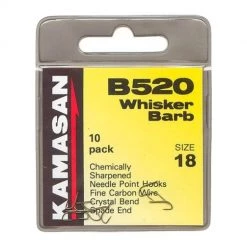 KAMASAN
B520
Whisker
Barb
10
pack
SIZE
18
Chemically
Sharpened
Needle Point Hooks
Fine Carbon Wire
Crystal Bend
Spade End